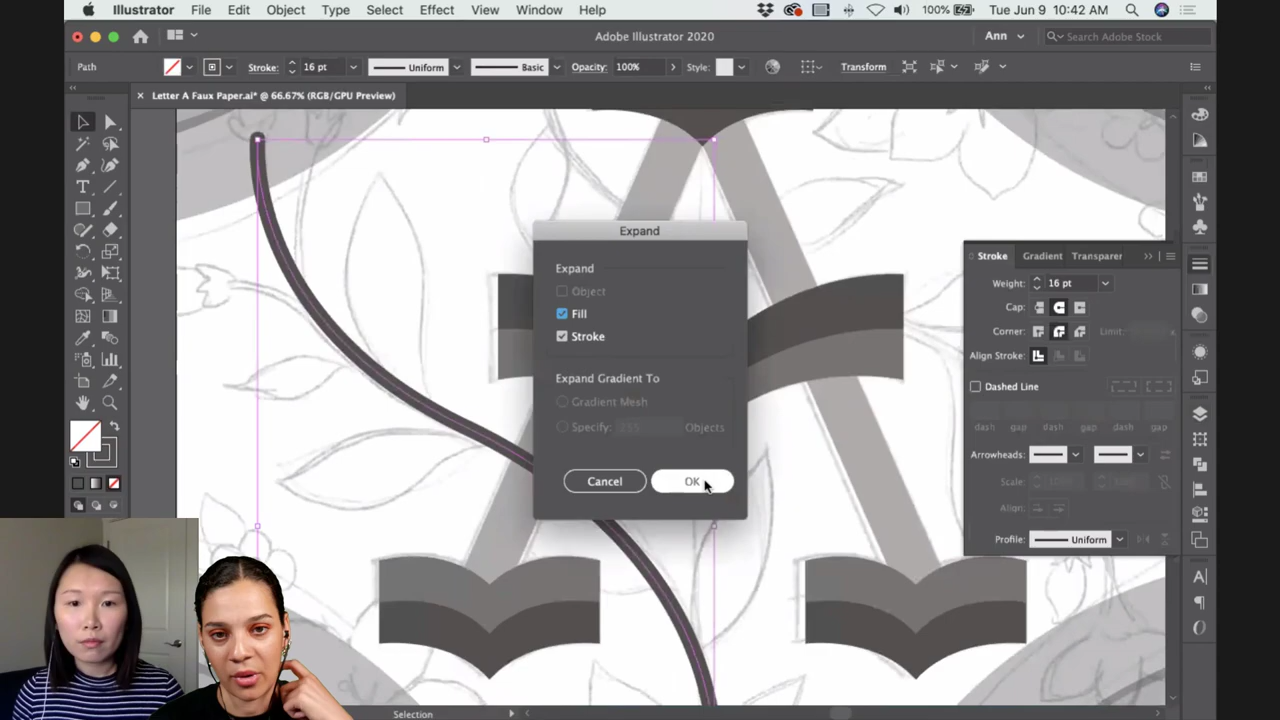 Illustrator File Edit Object Type Select Effect View Window Help 100% Tue Jun 9 10:42 AM
Adobe Illustrator 2020 Ann Search Adobe Stock
Path Stroke: 16 pt Uniform Basic Opacity: 100% Style: Transform
× Letter A Faux Paper.ai* @ 66.67% (RGB/GPU Preview)
Expand
Expand
Object
Fill
Stroke
Expand Gradient To
Gradient Mesh
Specify: 255 Objects
Cancel OK
Stroke Gradient Transparer
Weight: 16 pt
Cap:
Corner: Limit:
Align Stroke:
Dashed Line
dash gap dash gap dash gap
Arrowheads:
Scale:
Align:
Profile: Uniform
Selection